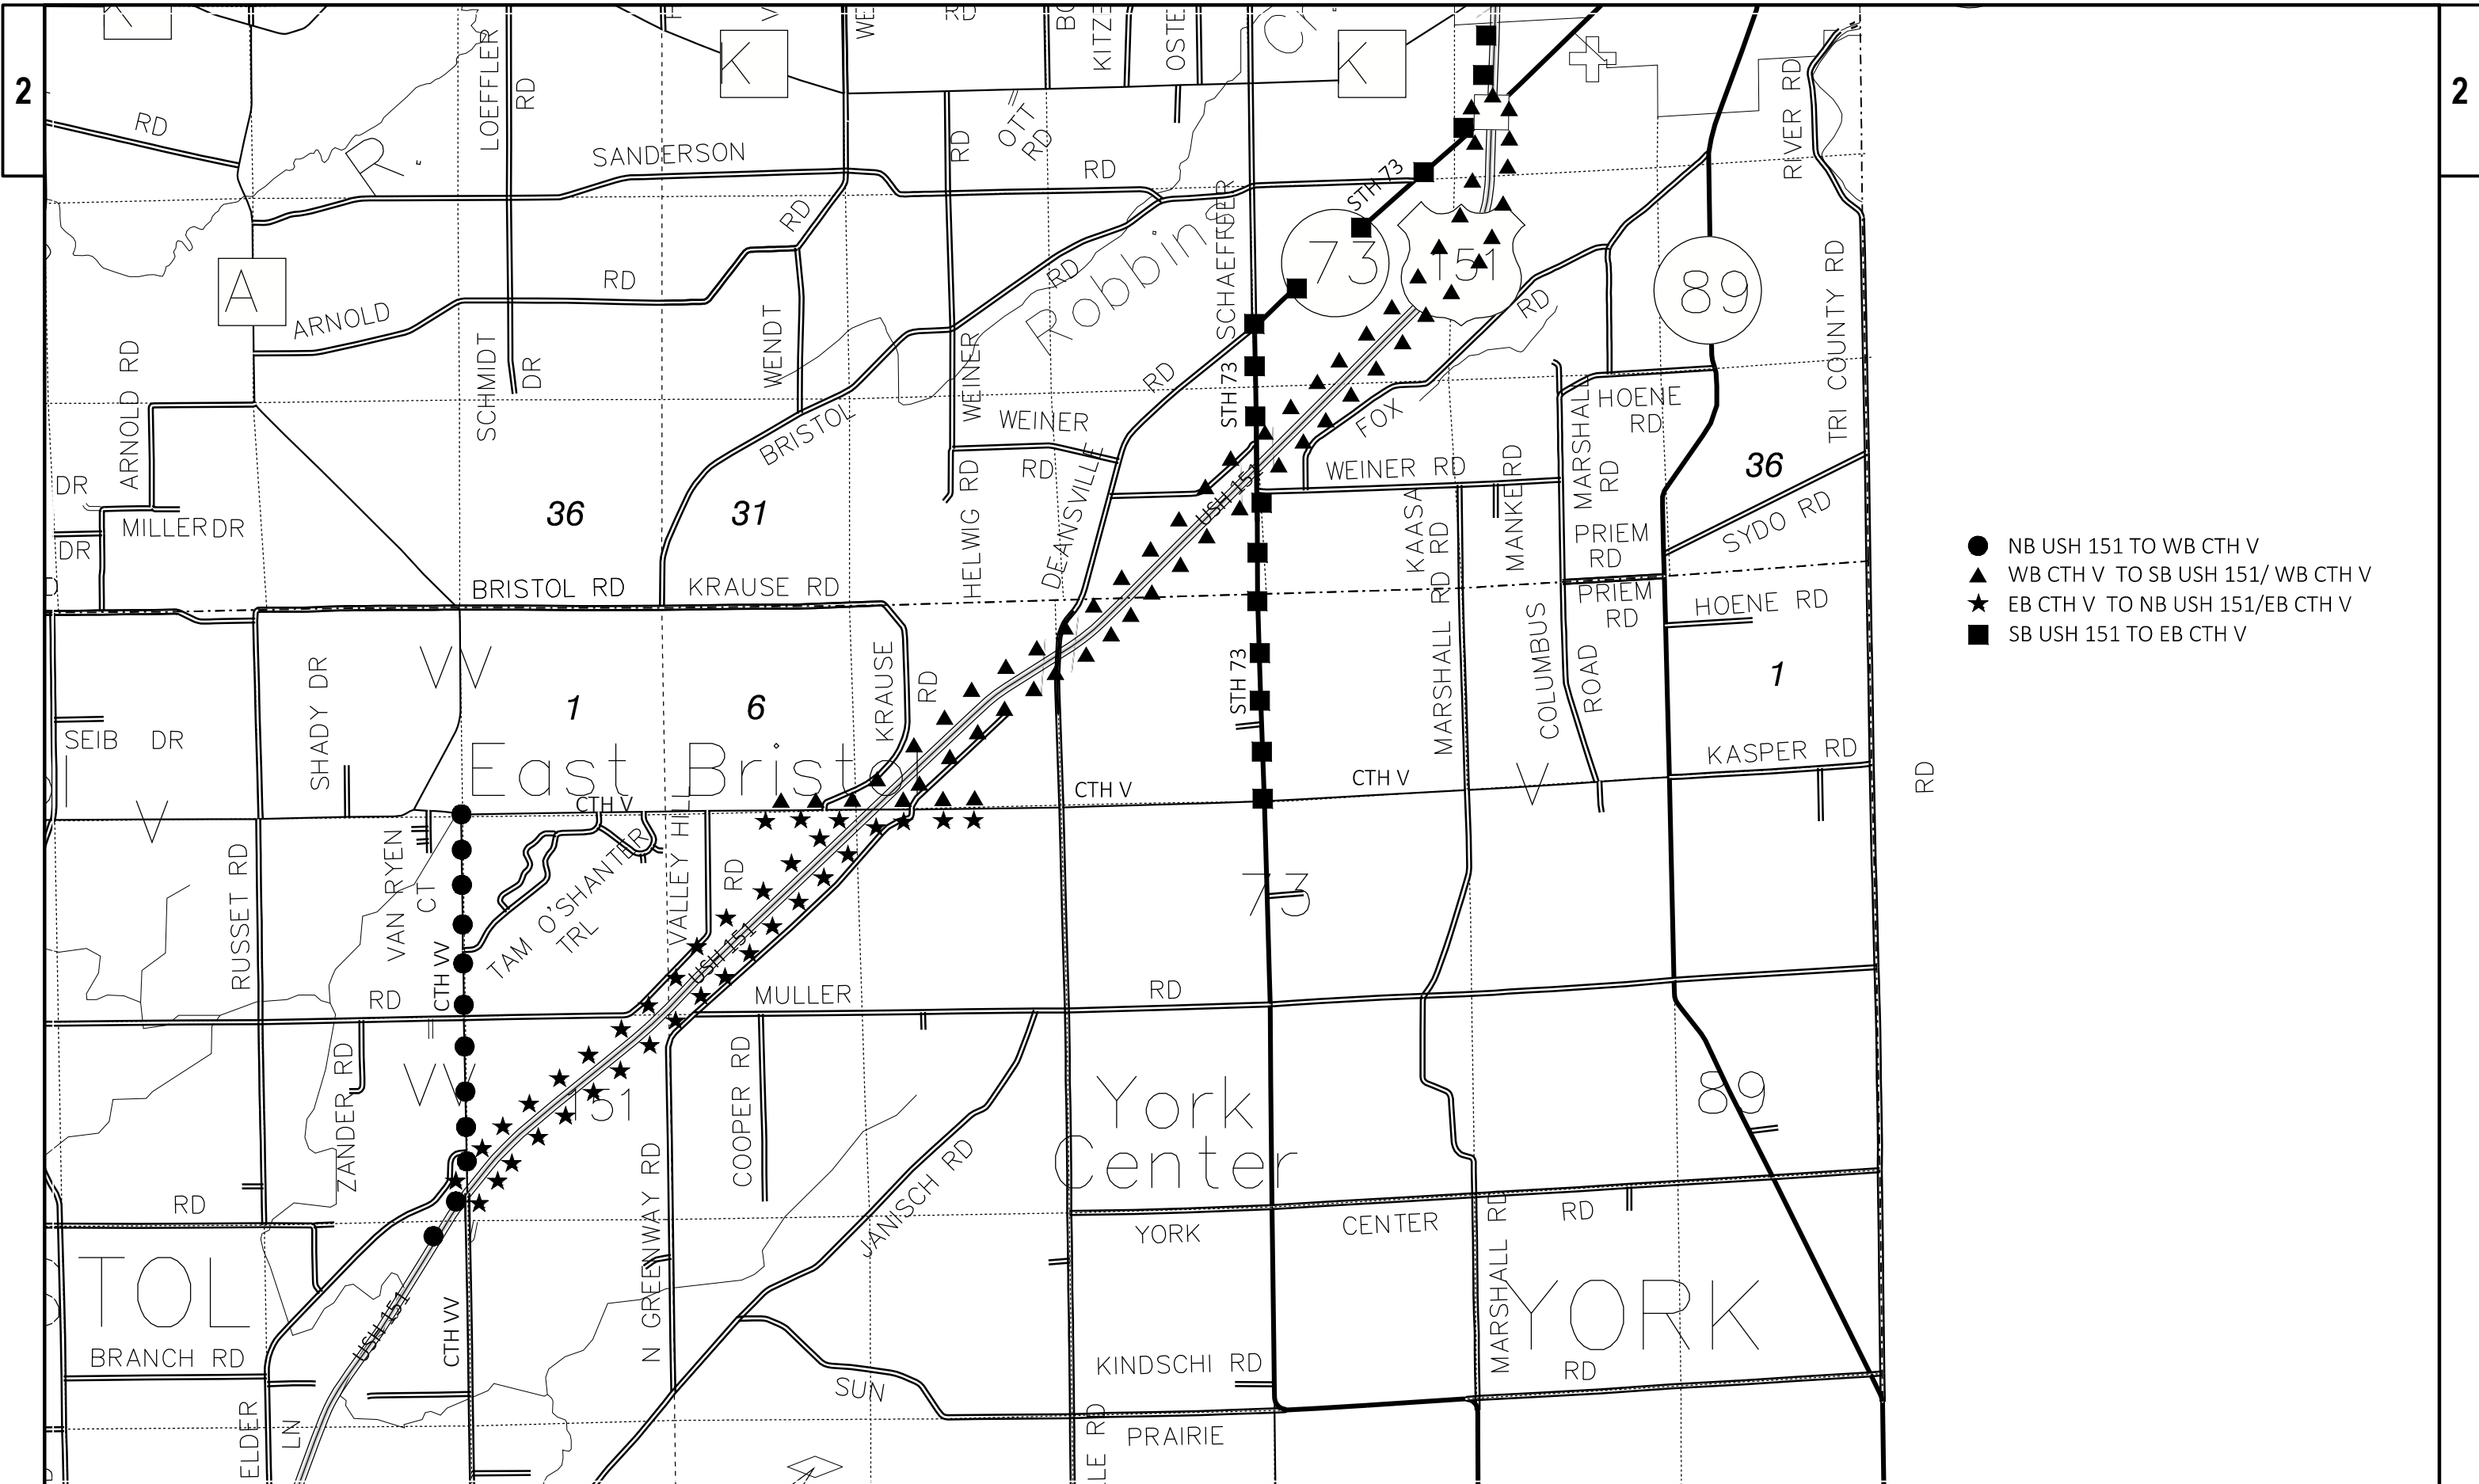 2
2
K
K
RD
RD
LOEFFLER
RD
KITZE
OSTE
RD
R.
SANDERSON
RD
OTT
RD
RD
RIVER RD
STH 73
SCHAEFFER
73
151
89
A
ARNOLD
RD
RD
SCHMIDT
DR
WENDT
BRISTOL
RD
Robbins
WEINER
WEINER
RD
RD
STH 73
FOX
RD
HOENE
RD
TRI COUNTY RD
ARNOLD RD
DR
DR
MILLER DR
36
31
36
HELWIG RD
DEANSVILLE
USH 151
WEINER RD
KAASA
RD
MANKE RD
MARSHALL
RD
PRIEM
RD
PRIEM
RD
SYDO RD
HOENE RD
BRISTOL RD
KRAUSE RD
NB USH 151 TO WB CTH V
WB CTH V TO SB USH 151/ WB CTH V
EB CTH V TO NB USH 151/EB CTH V
SB USH 151 TO EB CTH V
VV
1
6
1
KRAUSE
RD
STH 73
MARSHALL RD
COLUMBUS
ROAD
SHADY DR
SEIB DR
V
East Bristol
CTH V
CTH V
CTH V
V
KASPER RD
RD
RUSSET RD
VAN RYEN
CT
CTH VV
TAM O'SHANTER
TRL
VALLEY HILL
RD
USH 151
73
RD
MULLER
RD
ZANDER RD
VV
151
COOPER RD
N GREENWAY RD
JANISCH RD
York
Center
89
RD
YORK
CENTER
RD
TOL
USH 151
CTH VV
MARSHALL RD
YORK
BRANCH RD
KINDSCHI RD
RD
SUN
PRAIRIE
ELDER
LN
LE RD